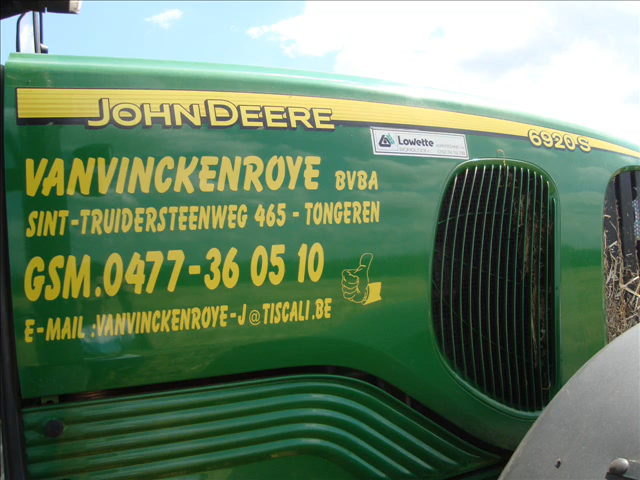 JOHN DEERE
6920 S
Lowette
VANVINCKENROYE BVBA
SINT-TRUIDERSTEENWEG 465 - TONGEREN
GSM.0477-36 05 10
E-MAIL :VANVINCKENROYE-J@TISCALI.BE